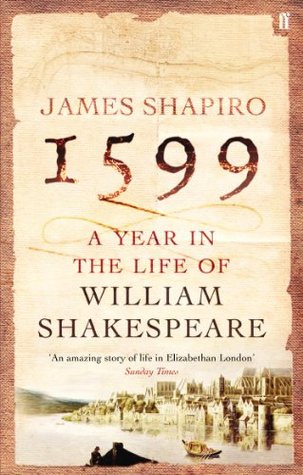 ff
JAMES SHAPIRO
1599
A YEAR IN
THE LIFE OF
WILLIAM
SHAKESPEARE
'An amazing story of life in Elizabethan London'
Sunday Times